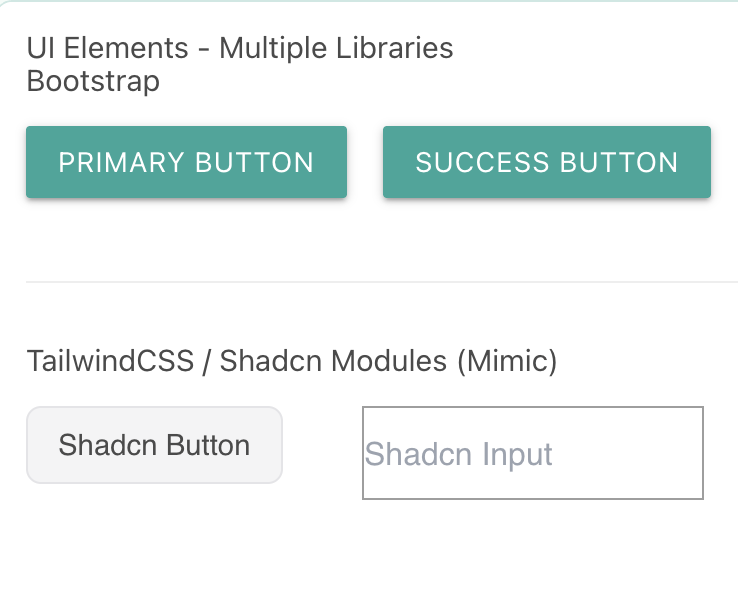 UI Elements - Multiple Libraries
Bootstrap
PRIMARY BUTTON SUCCESS BUTTON
TailwindCSS / Shadcn Modules (Mimic)
Shadcn Button Shadcn Input